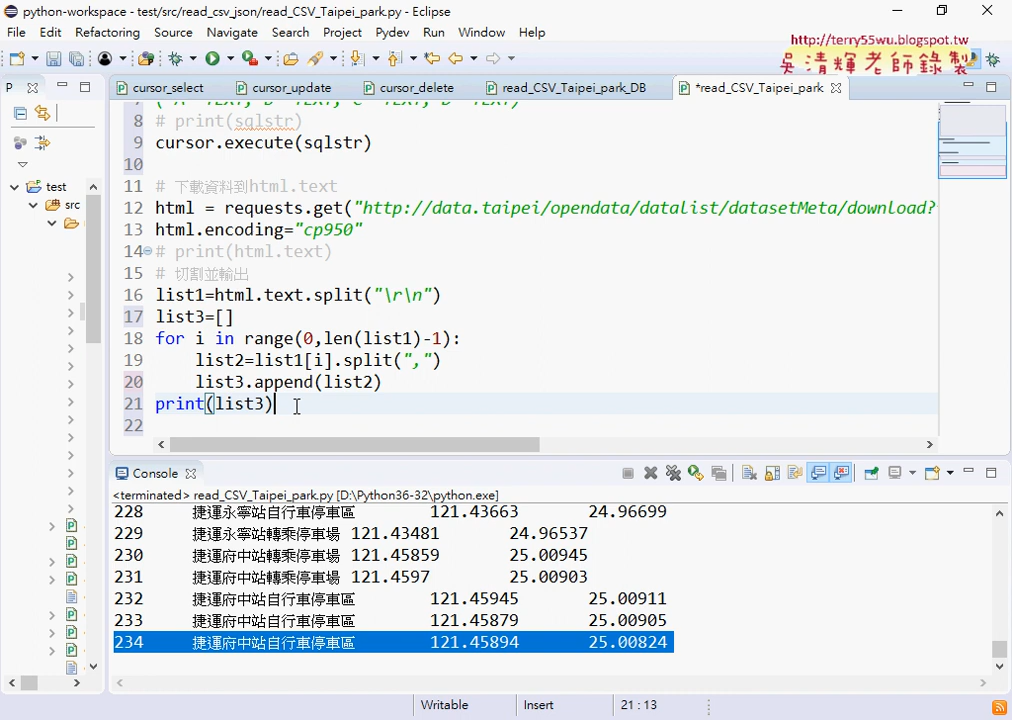 python-workspace - test/src/read_csv_json/read_CSV_Taipei_park.py - Eclipse
File Edit Refactoring Source Navigate Search Project Pydev Run Window Help
http://terry55wu.blogspot.tw
吳清輝老師錄製
P
cursor_select cursor_update cursor_delete read_CSV_Taipei_park_DB *read_CSV_Taipei_park
8 # print(sqlstr)
9 cursor.execute(sqlstr)
10
11 # 下載資料到html.text
12 html = requests.get("http://data.taipei/opendata/datalist/datasetMeta/download?
13 html.encoding="cp950"
14 # print(html.text)
15 # 切割並輸出
16 list1=html.text.split("\r\n")
17 list3=[]
18 for i in range(0,len(list1)-1):
19 list2=list1[i].split(",")
20 list3.append(list2)
21 print(list3)
22
test
src
Console
<terminated> read_CSV_Taipei_park.py [D:\Python36-32\python.exe]
228 捷運永寧站自行車停車區 121.43663 24.96699
229 捷運永寧站轉乘停車場 121.43481 24.96537
230 捷運府中站轉乘停車場 121.45859 25.00945
231 捷運府中站轉乘停車場 121.4597 25.00903
232 捷運府中站自行車停車區 121.45945 25.00911
233 捷運府中站自行車停車區 121.45879 25.00905
234 捷運府中站自行車停車區 121.45894 25.00824
Writable Insert 21 : 13